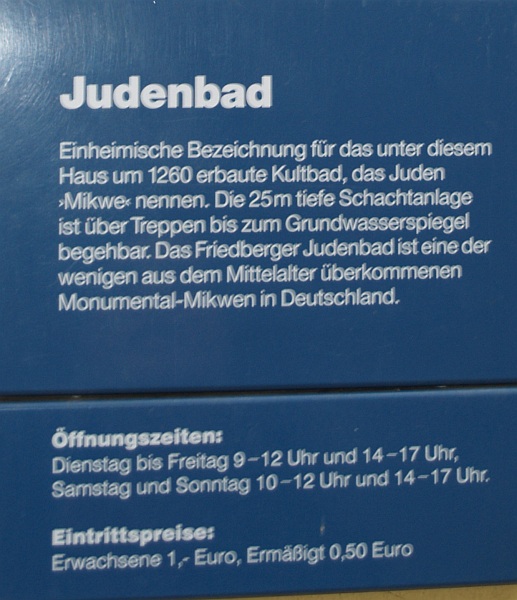 Judenbad
Einheimische Bezeichnung für das unter diesem
Haus um 1260 erbaute Kultbad, das Juden
›Mikwe‹ nennen. Die 25m tiefe Schachtanlage
ist über Treppen bis zum Grundwasserspiegel
begehbar. Das Friedberger Judenbad ist eine der
wenigen aus dem Mittelalter überkommenen
Monumental-Mikwen in Deutschland.
Öffnungszeiten:
Dienstag bis Freitag 9–12 Uhr und 14–17 Uhr,
Samstag und Sonntag 10–12 Uhr und 14–17 Uhr.
Eintrittspreise:
Erwachsene 1,- Euro, Ermäßigt 0,50 Euro